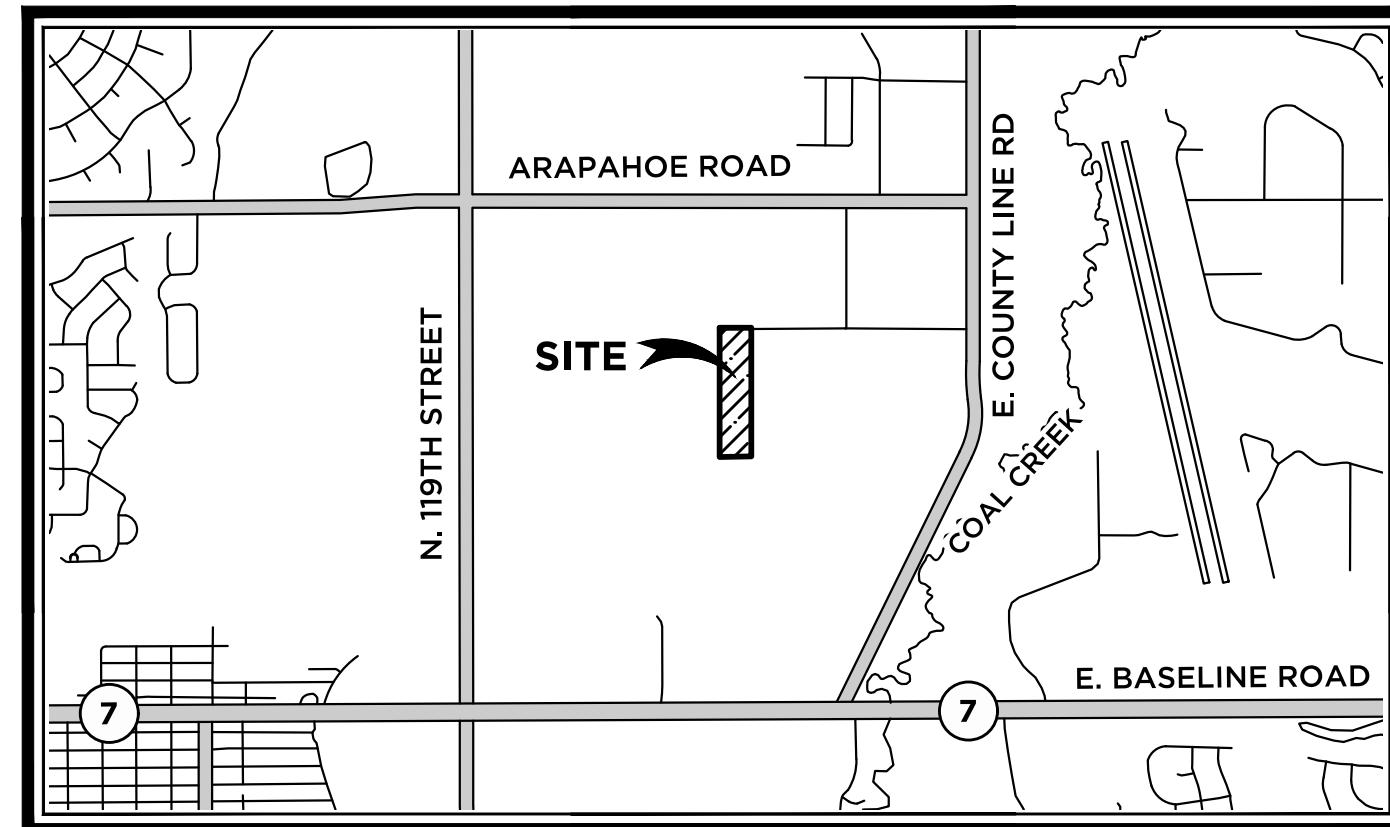 ARAPAHOE ROAD
E. COUNTY LINE RD
N. 119TH STREET
SITE
COAL CREEK
E. BASELINE ROAD
7
7